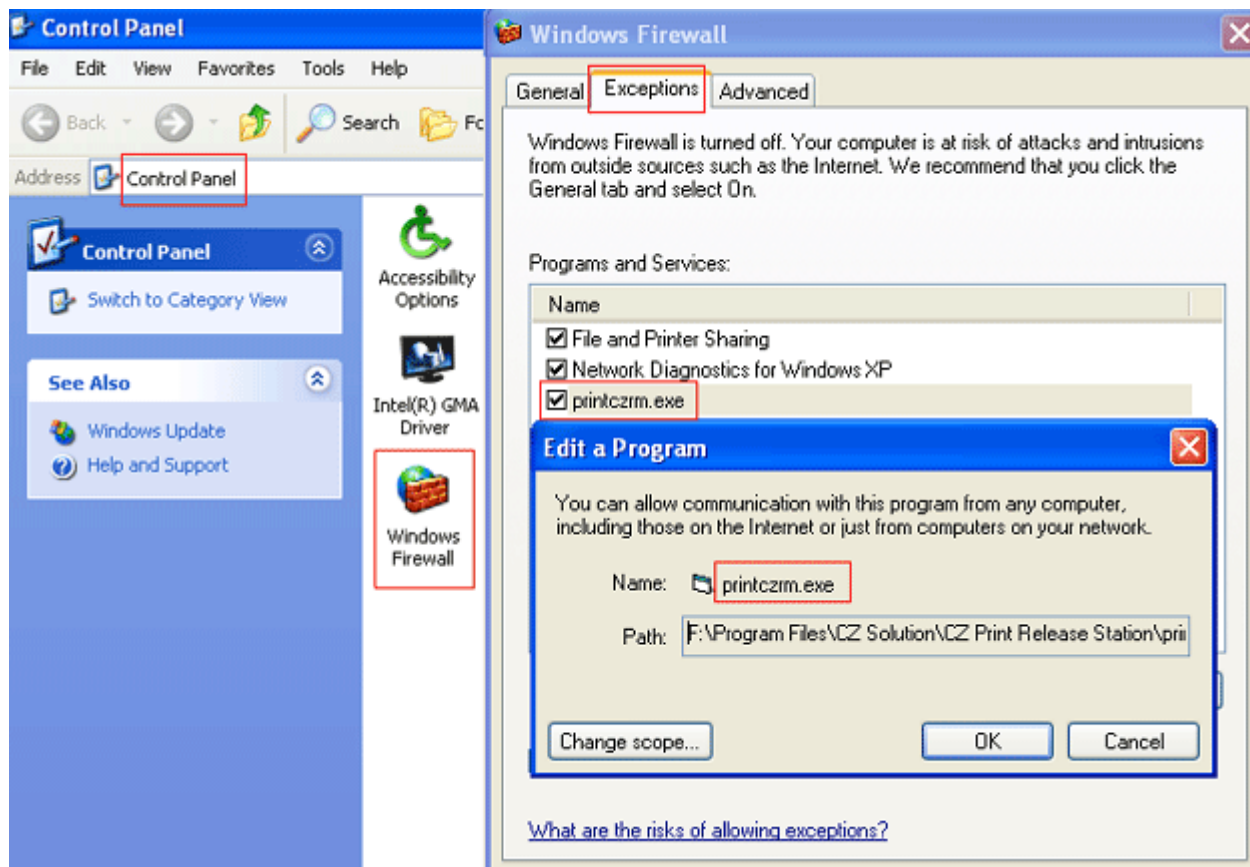 Control Panel
File Edit View Favorites Tools Help
Back Search Fc
Address Control Panel
Control Panel
Switch to Category View
See Also
Windows Update
Help and Support
Accessibility
Options
Intel(R) GMA
Driver
Windows
Firewall
Windows Firewall
General Exceptions Advanced
Windows Firewall is turned off. Your computer is at risk of attacks and intrusions
from outside sources such as the Internet. We recommend that you click the
General tab and select On.
Programs and Services:
Name
File and Printer Sharing
Network Diagnostics for Windows XP
printczrm.exe
Edit a Program
You can allow communication with this program from any computer,
including those on the Internet or just from computers on your network.
Name: printczrm.exe
Path: F:\Program Files\CZ Solution\CZ Print Release Station\prin
Change scope... OK Cancel
What are the risks of allowing exceptions?